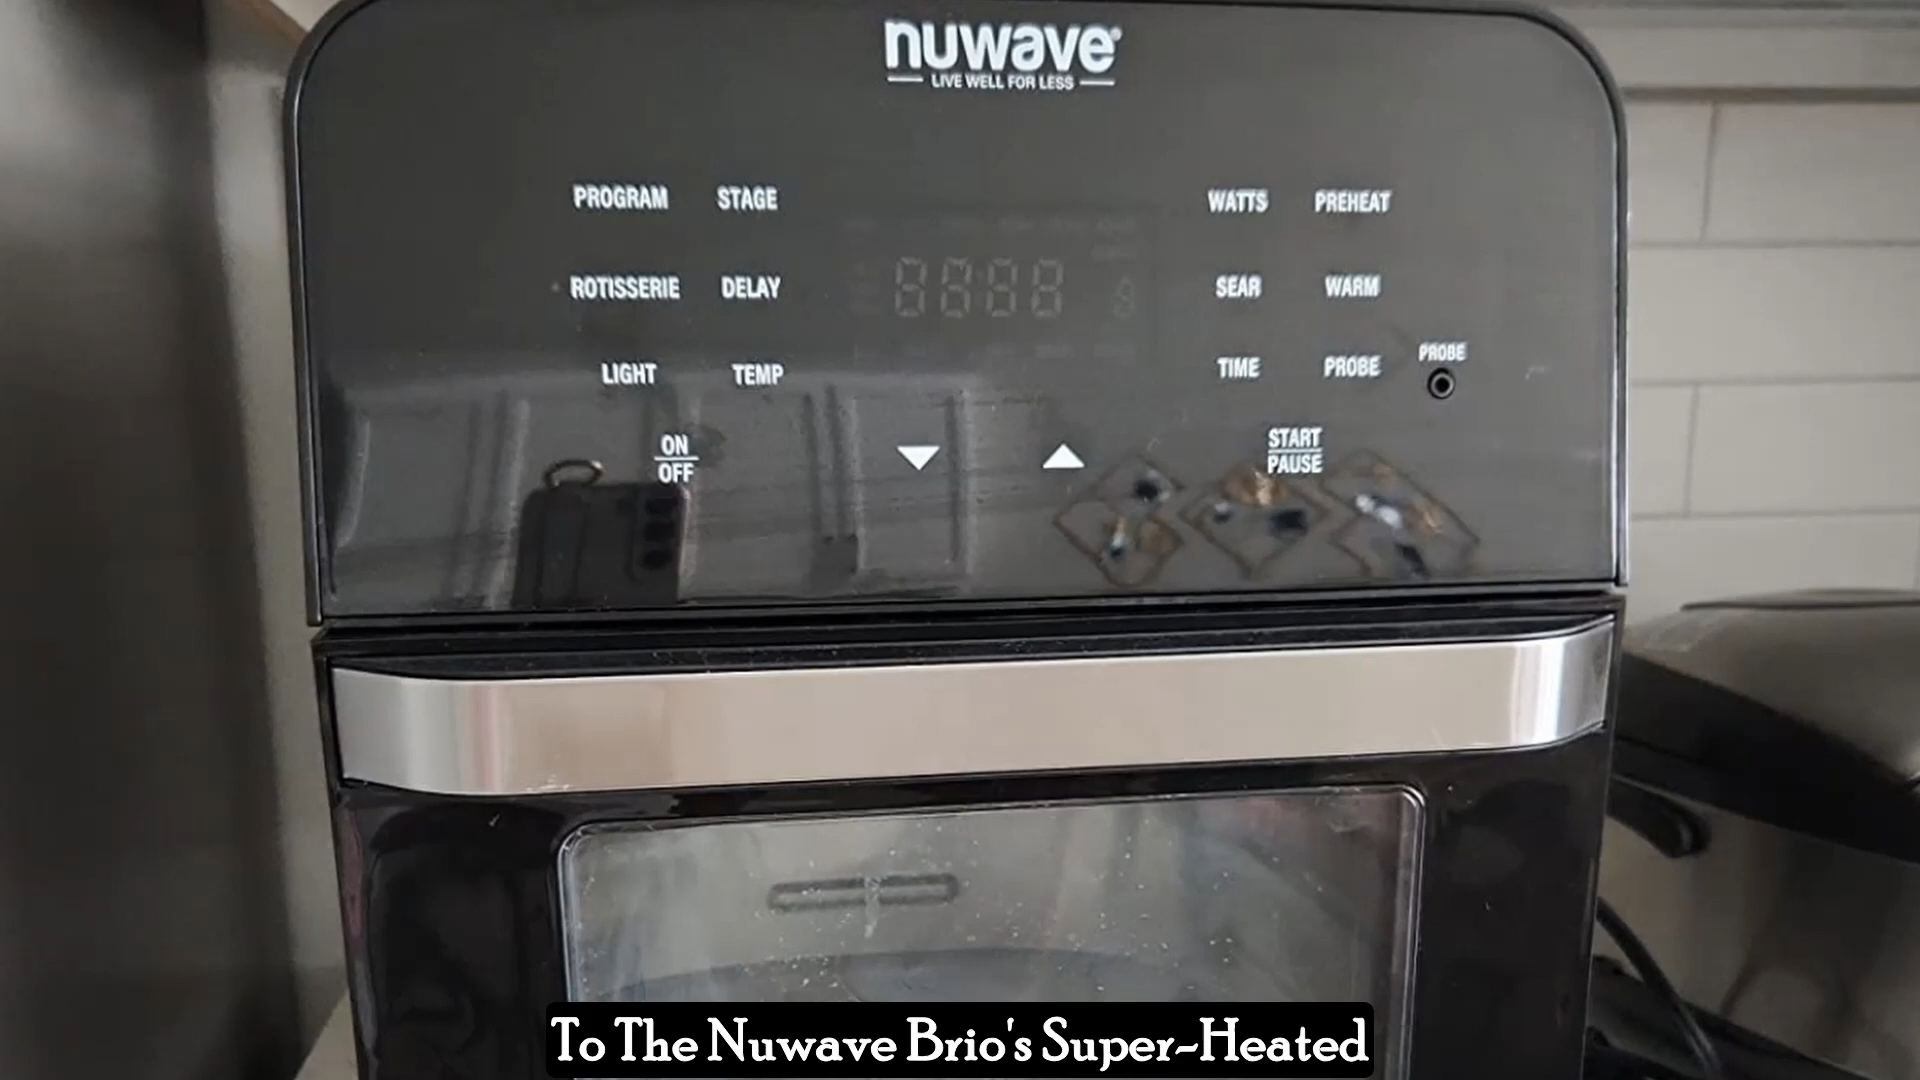 nuwave®
LIVE WELL FOR LESS
PROGRAM STAGE
WATTS PREHEAT
ROTISSERIE DELAY
SEAR WARM
LIGHT TEMP
TIME PROBE
PROBE
ON
OFF
START
PAUSE
To The Nuwave Brio's Super-Heated